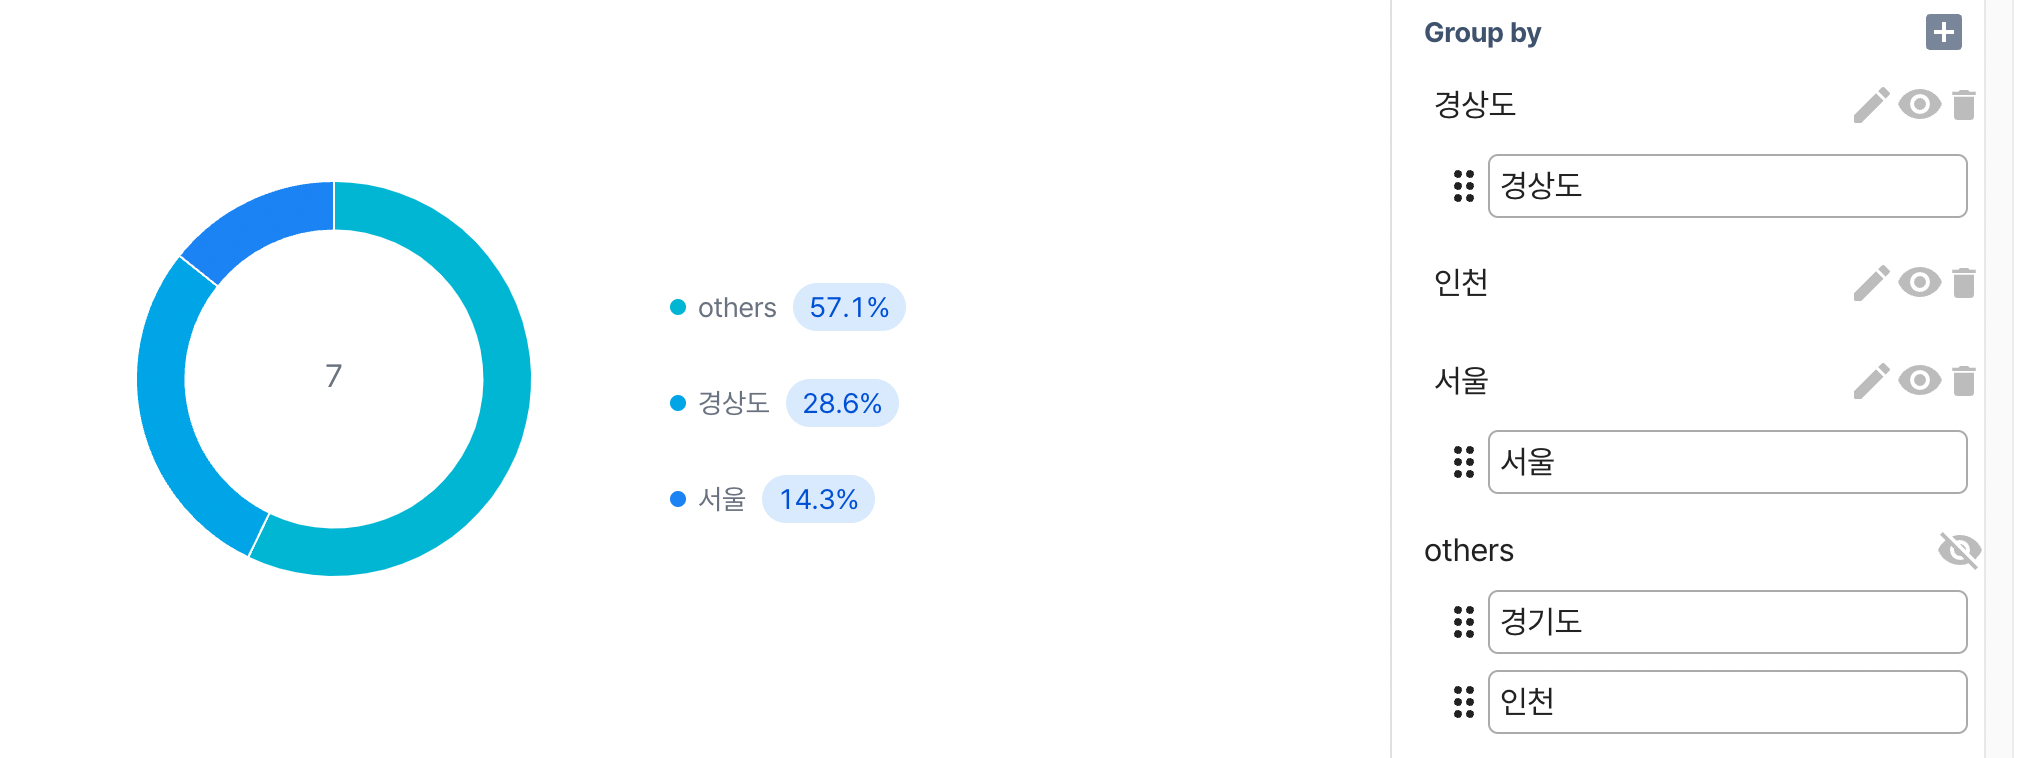 7
others 57.1%
경상도 28.6%
서울 14.3%
Group by
경상도
경상도
인천
서울
서울
others
경기도
인천